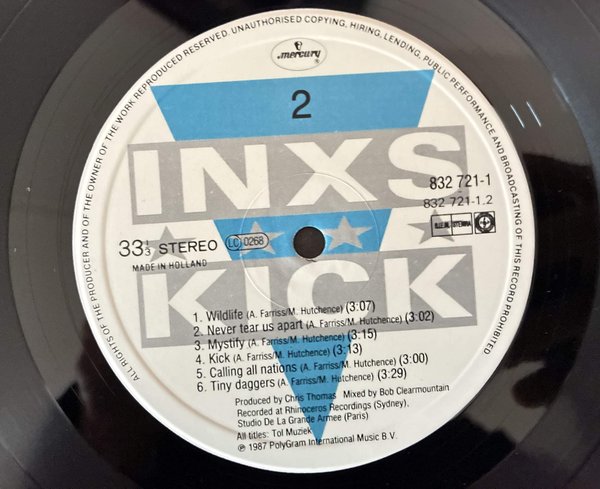 ALL RIGHTS OF THE PRODUCER AND OF THE OWNER OF THE WORK REPRODUCED RESERVED. UNAUTHORISED COPYING, HIRING, LENDING, PUBLIC PERFORMANCE AND BROADCASTING OF THIS RECORD PROHIBITED
mercury
®
2
INXS
832 721-1
832 721-1.2
33⅓ STEREO
LC 0268
MADE IN HOLLAND
STEMRA
KICK
1. Wildlife (A. Farriss/M. Hutchence) (3:07)
2. Never tear us apart (A. Farriss/M. Hutchence) (3:02)
3. Mystify (A. Farriss/M. Hutchence) (3:15)
4. Kick (A. Farriss/M. Hutchence) (3:13)
5. Calling all nations (A. Farriss/M. Hutchence) (3:00)
6. Tiny daggers (A. Farriss/M. Hutchence) (3:29)
Produced by Chris Thomas Mixed by Bob Clearmountain
Recorded at Rhinoceros Recordings (Sydney),
Studio De La Grande Armee (Paris)
All titles: Tol Muziek
℗ 1987 PolyGram International Music B.V.